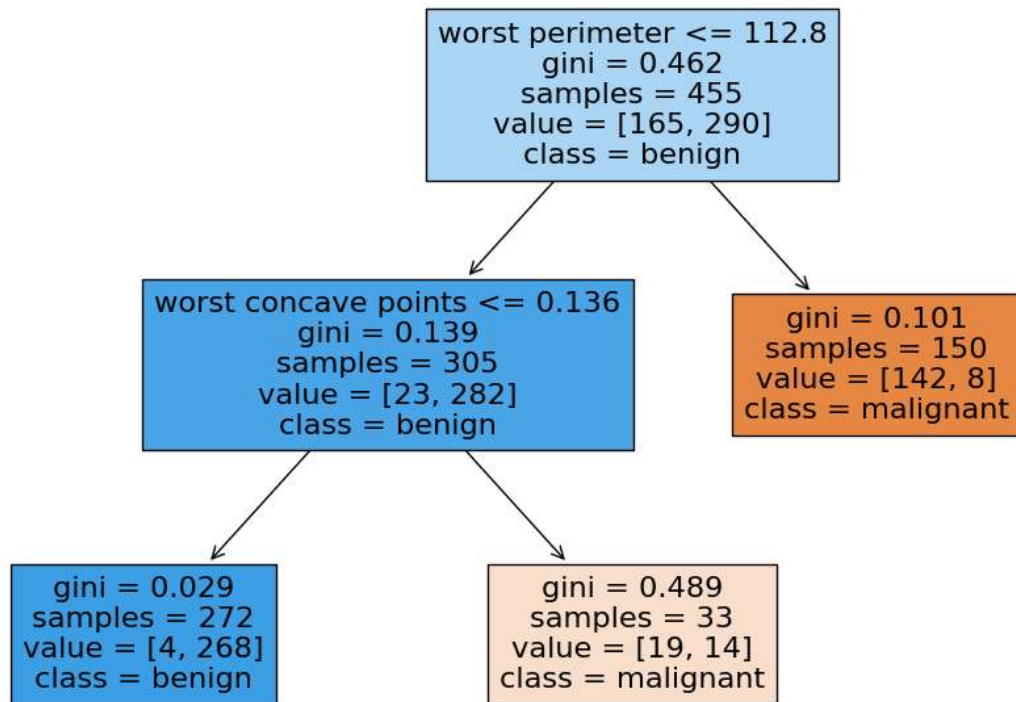 worst perimeter <= 112.8
gini = 0.462
samples = 455
value = [165, 290]
class = benign
worst concave points <= 0.136
gini = 0.139
samples = 305
value = [23, 282]
class = benign
gini = 0.101
samples = 150
value = [142, 8]
class = malignant
gini = 0.029
samples = 272
value = [4, 268]
class = benign
gini = 0.489
samples = 33
value = [19, 14]
class = malignant